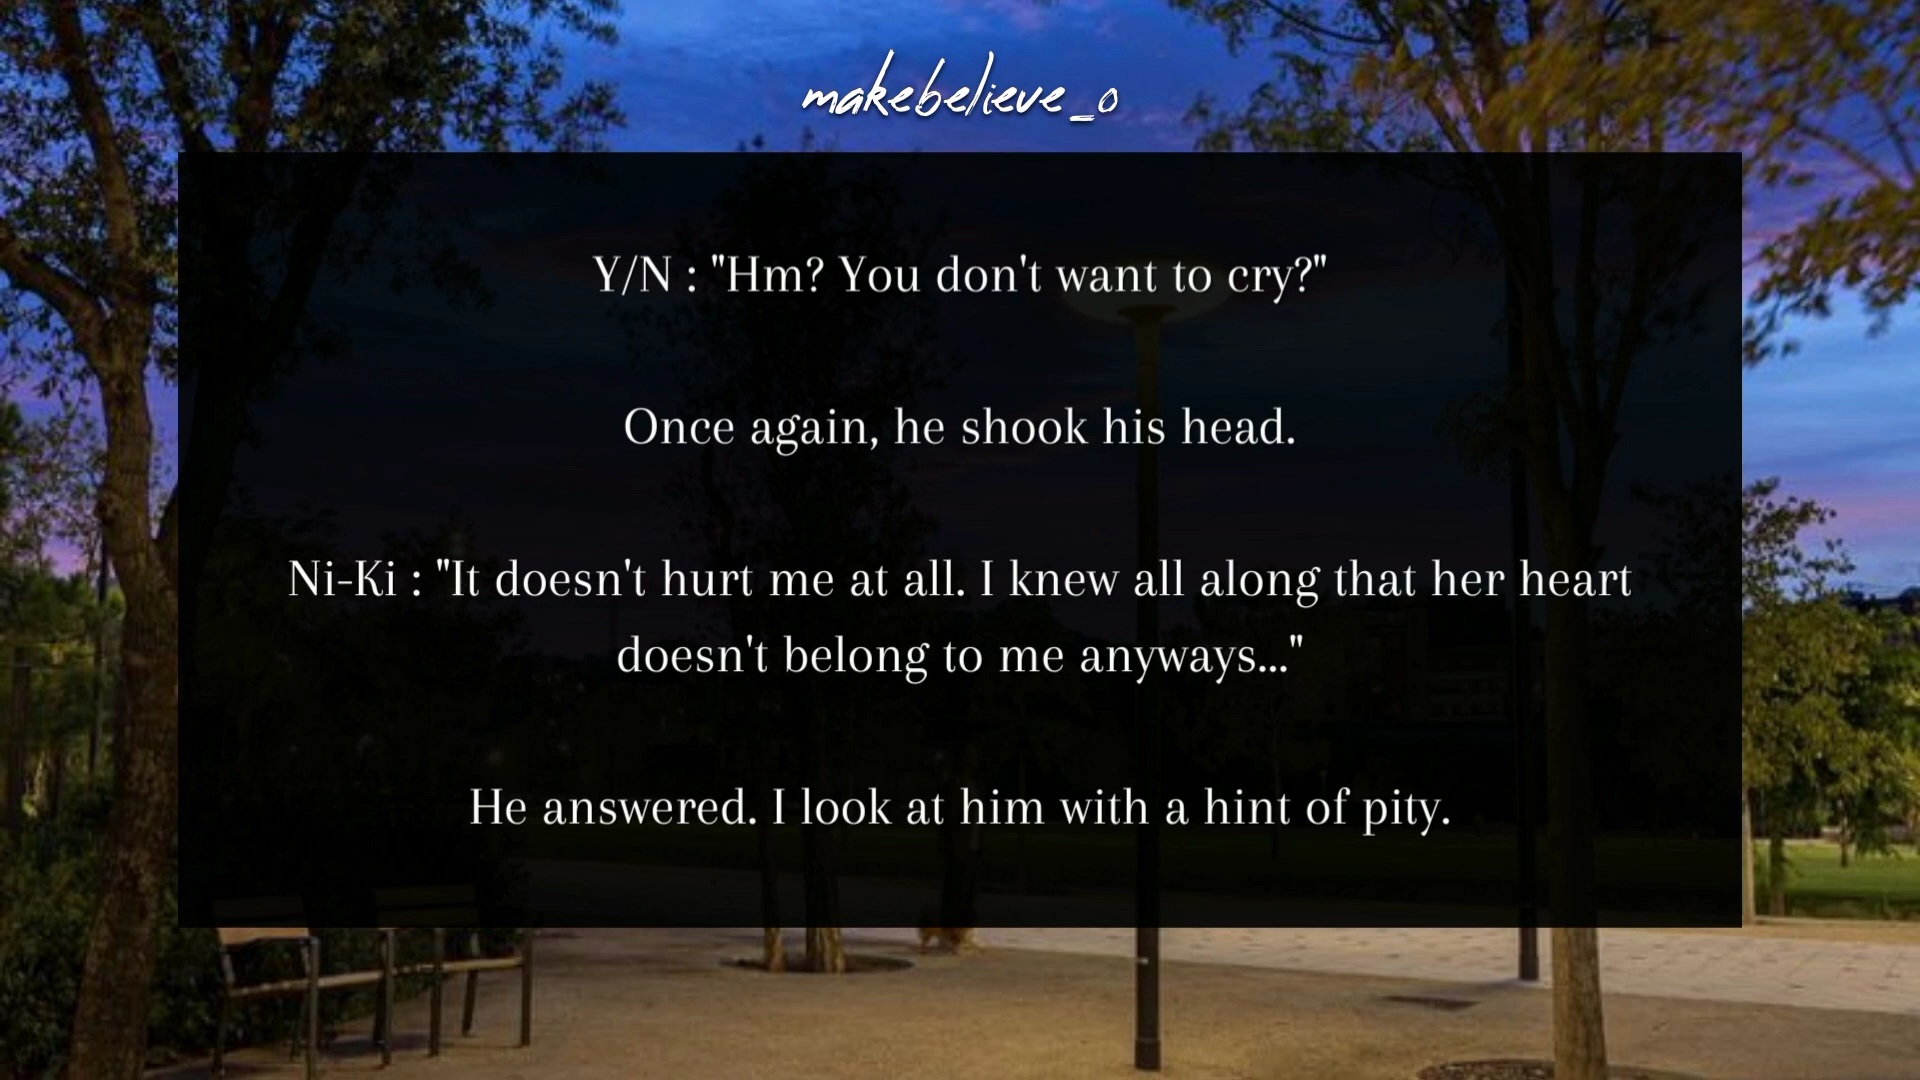 makebelieve_o
Y/N : "Hm? You don't want to cry?"
Once again, he shook his head.
Ni-Ki : "It doesn't hurt me at all. I knew all along that her heart
doesn't belong to me anyways..."
He answered. I look at him with a hint of pity.